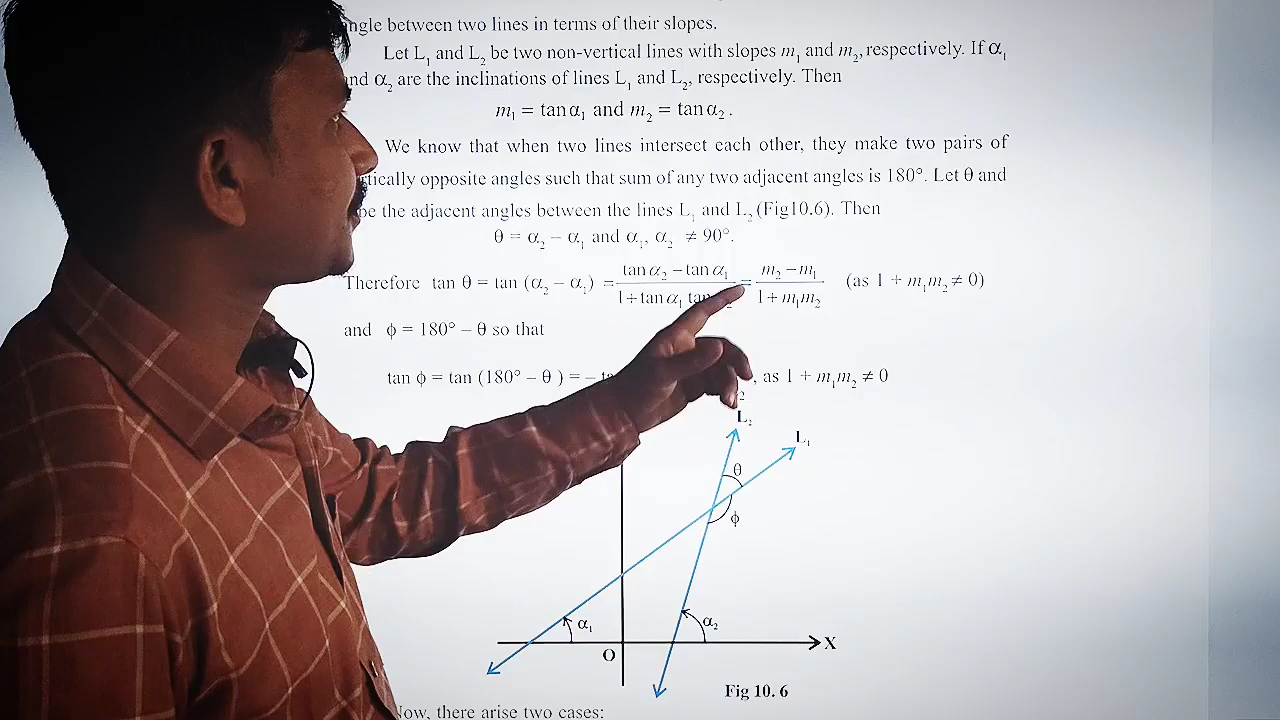 angle between two lines in terms of their slopes.
Let L₁ and L₂ be two non-vertical lines with slopes m₁ and m₂, respectively. If α₁
and α₂ are the inclinations of lines L₁ and L₂, respectively. Then
m₁ = tan α₁ and m₂ = tan α₂.
We know that when two lines intersect each other, they make two pairs of
vertically opposite angles such that sum of any two adjacent angles is 180°. Let θ and
be the adjacent angles between the lines L₁ and L₂ (Fig10.6). Then
θ = α₂ − α₁ and α₁, α₂ ≠ 90°.
Therefore tan θ = tan (α₂ − α₁) = (tan α₂ − tan α₁)/(1 + tan α₁ tan ₂) = (m₂ − m₁)/(1 + m₁m₂) (as 1 + m₁m₂ ≠ 0)
and φ = 180° − θ so that
tan φ = tan (180° − θ ) = − , as 1 + m₁m₂ ≠ 0
L₂
L₁
θ
φ
α₁
α₂
O
X
Fig 10. 6
Now, there arise two cases: